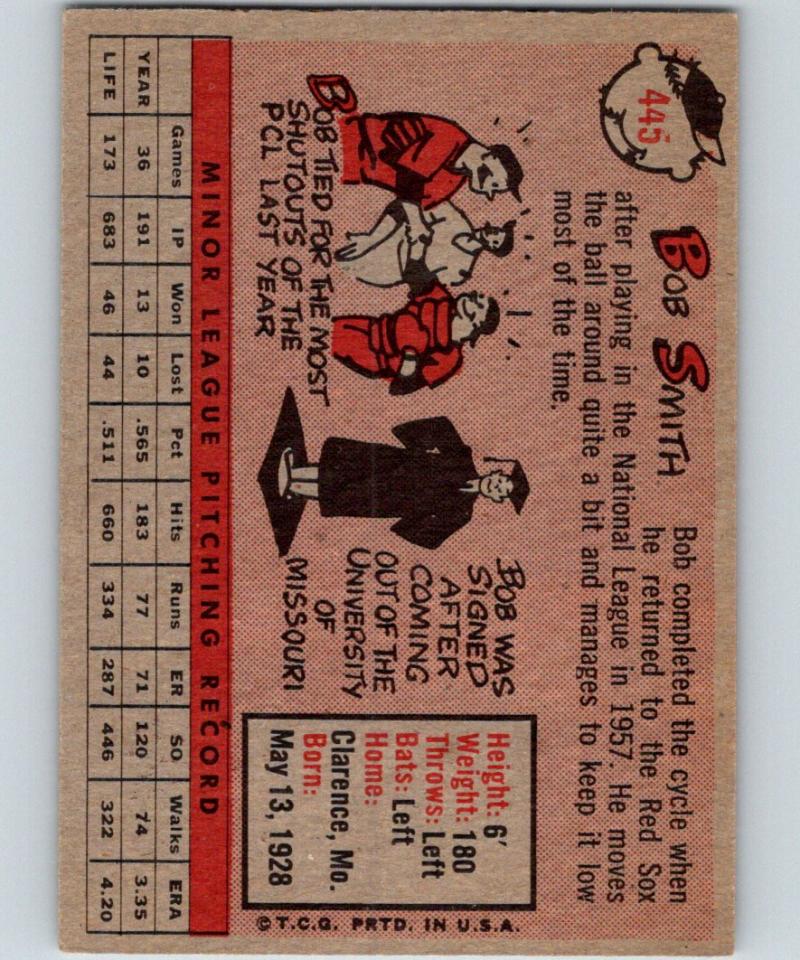 445
BOB SMITH
Bob completed the cycle when
he returned to the Red Sox
after playing in the National League in 1957. He moves
the ball around quite a bit and manages to keep it low
most of the time.
BOB TIED FOR THE MOST
SHUTOUTS OF THE
PCL LAST YEAR
BOB WAS
SIGNED
AFTER
COMING
OUT OF THE
UNIVERSITY
OF
MISSOURI
Height: 6'
Weight: 180
Throws: Left
Bats: Left
Home:
Clarence, Mo.
Born:
May 13, 1928
MINOR LEAGUE PITCHING RECORD
Games IP Won Lost Pct Hits Runs ER SO Walks ERA
YEAR 36 191 13 10 .565 183 77 71 120 74 3.35
LIFE 173 683 46 44 .511 660 334 287 446 322 4.20
©T.C.G. PRTD. IN U.S.A.